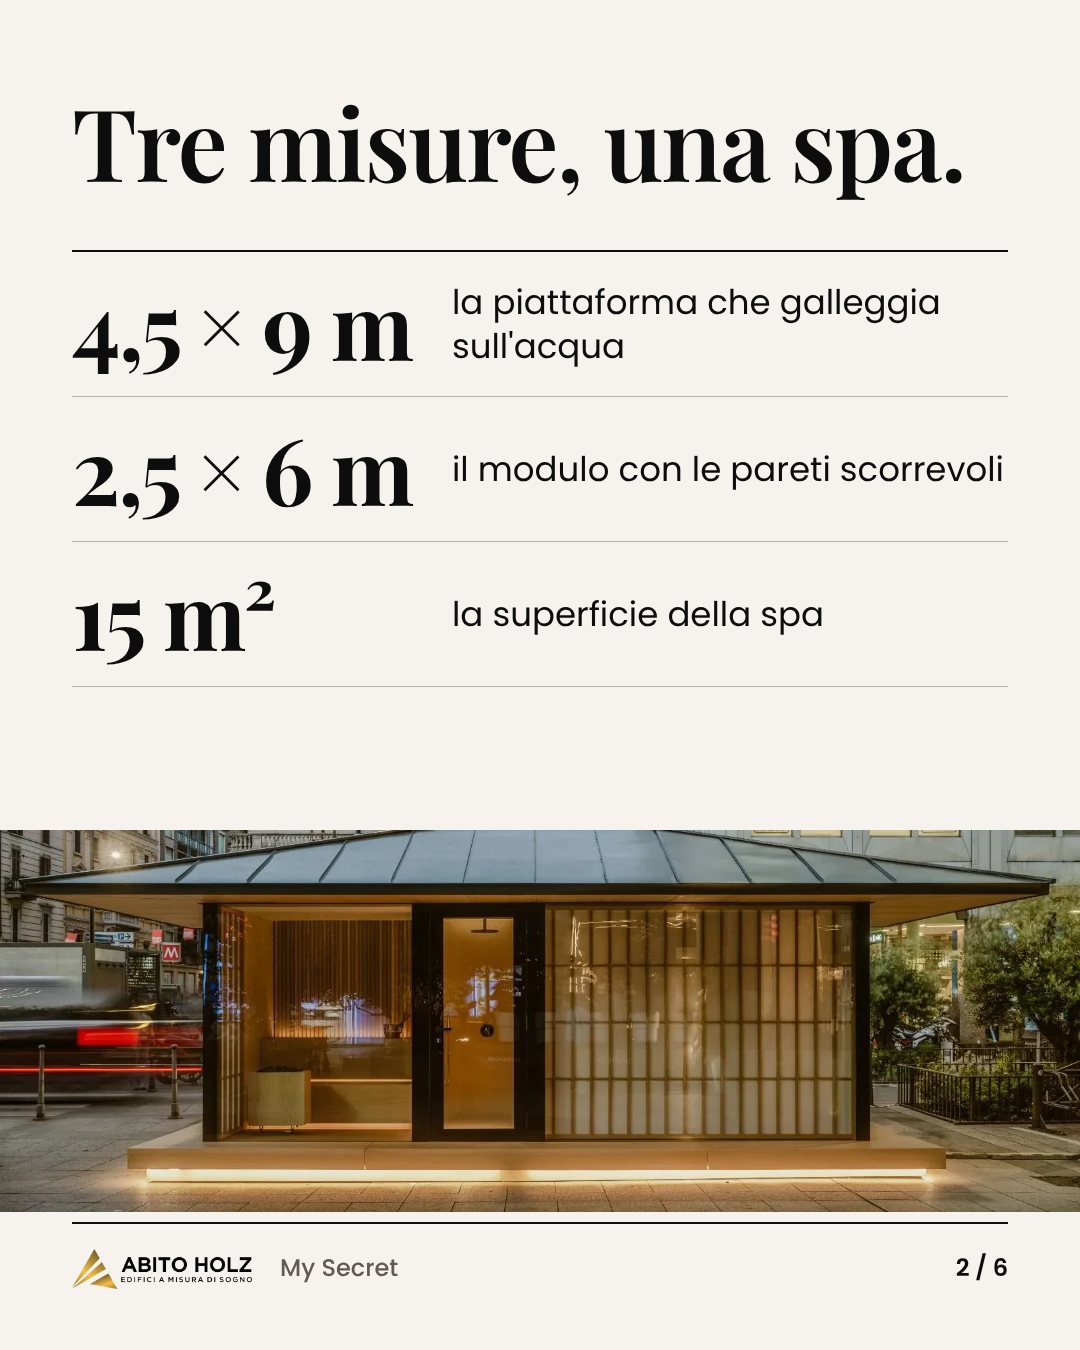 Tre misure, una spa.
4,5 × 9 m
la piattaforma che galleggia
sull'acqua
2,5 × 6 m
il modulo con le pareti scorrevoli
15 m²
la superficie della spa
M
ABITO HOLZ
EDIFICI A MISURA DI SOGNO
My Secret
2 / 6